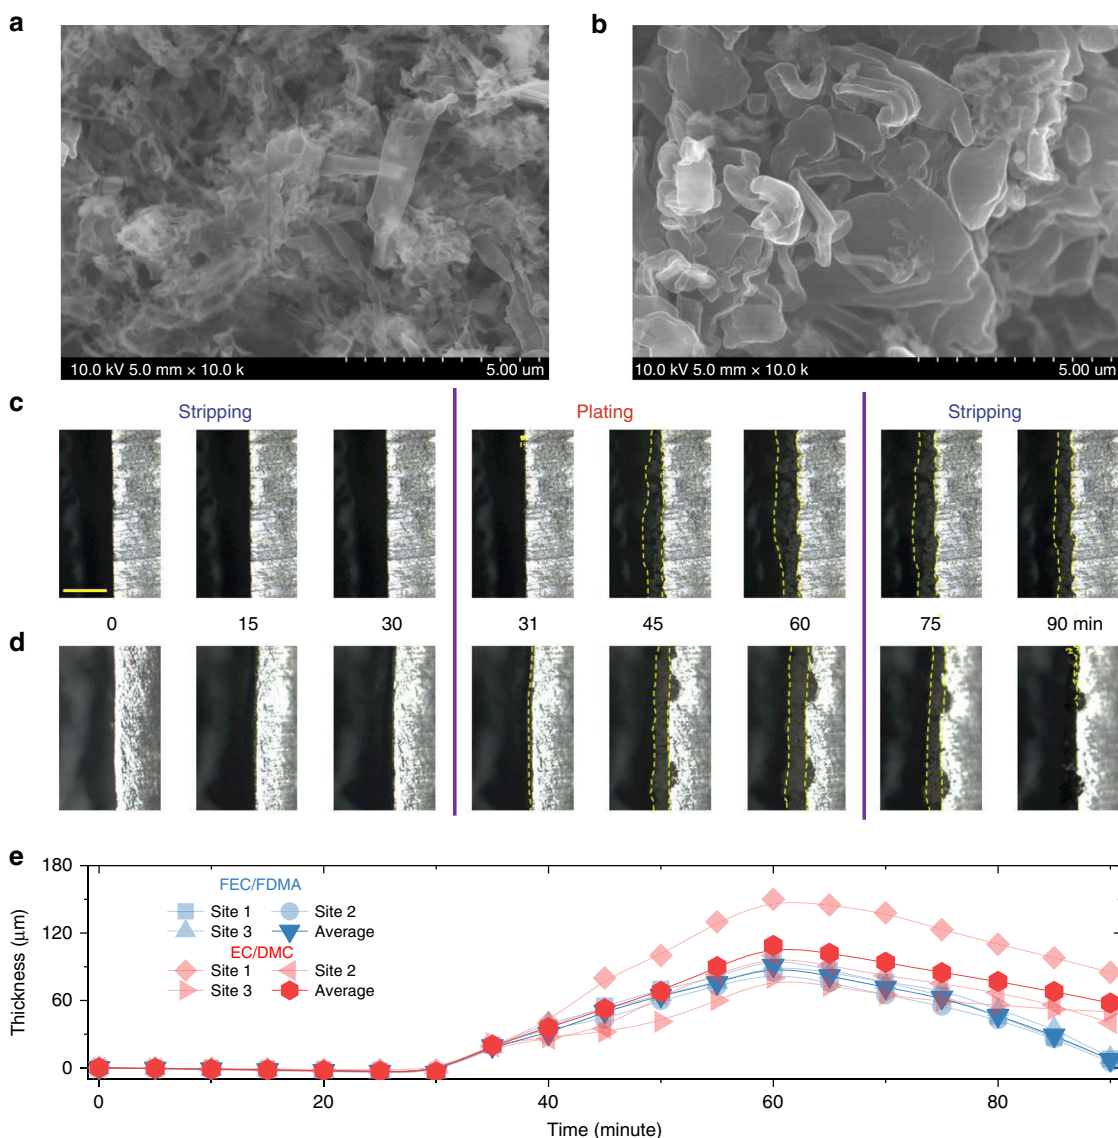 a
b
10.0 kV 5.0 mm × 10.0 k 5.00 um
10.0 kV 5.0 mm × 10.0 k 5.00 um
c
Stripping Plating Stripping
0 15 30 31 45 60 75 90 min
d
e
180
120
60
0
Thickness (μm)
FEC/FDMA
Site 1 Site 2
Site 3 Average
EC/DMC
Site 1 Site 2
Site 3 Average
0 20 40 60 80
Time (minute)